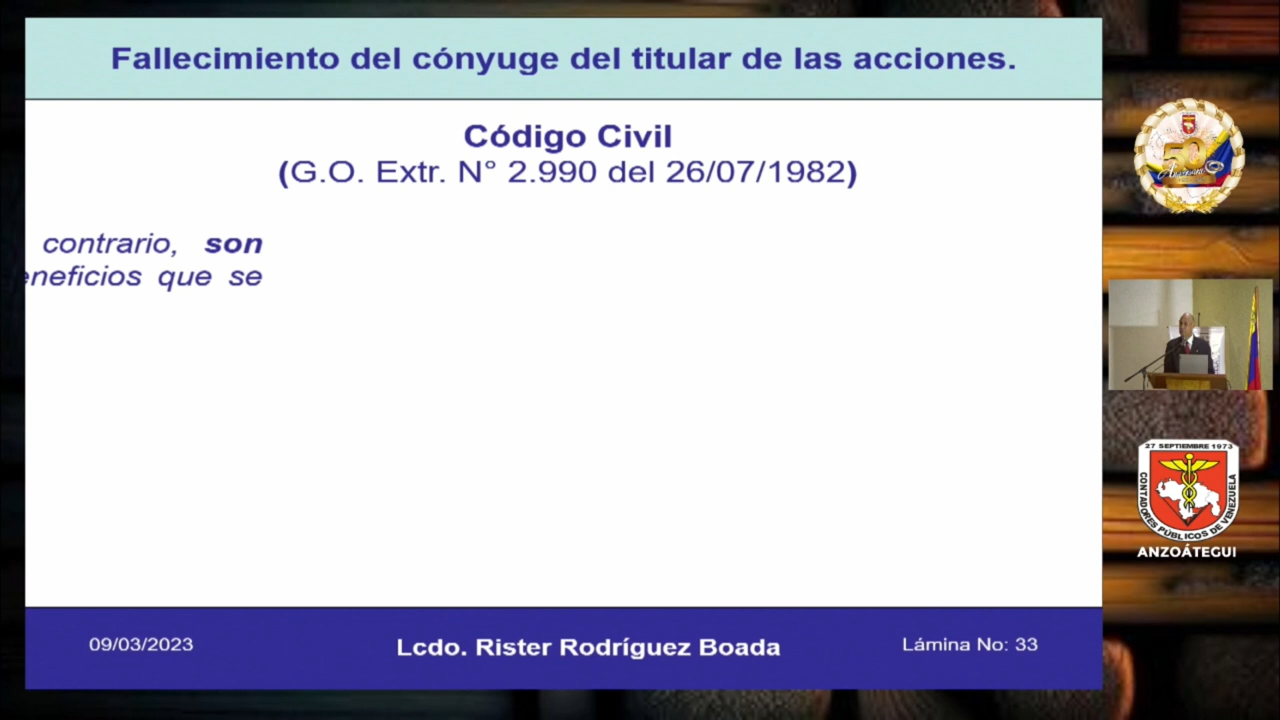 Fallecimiento del cónyuge del titular de las acciones.
Código Civil
(G.O. Extr. N° 2.990 del 26/07/1982)
contrario, son
eneficios que se
09/03/2023
Lcdo. Rister Rodríguez Boada
Lámina No: 33
50
27 SEPTIEMBRE 1973
CONTADORES PÚBLICOS DE VENEZUELA
ANZOÁTEGUI